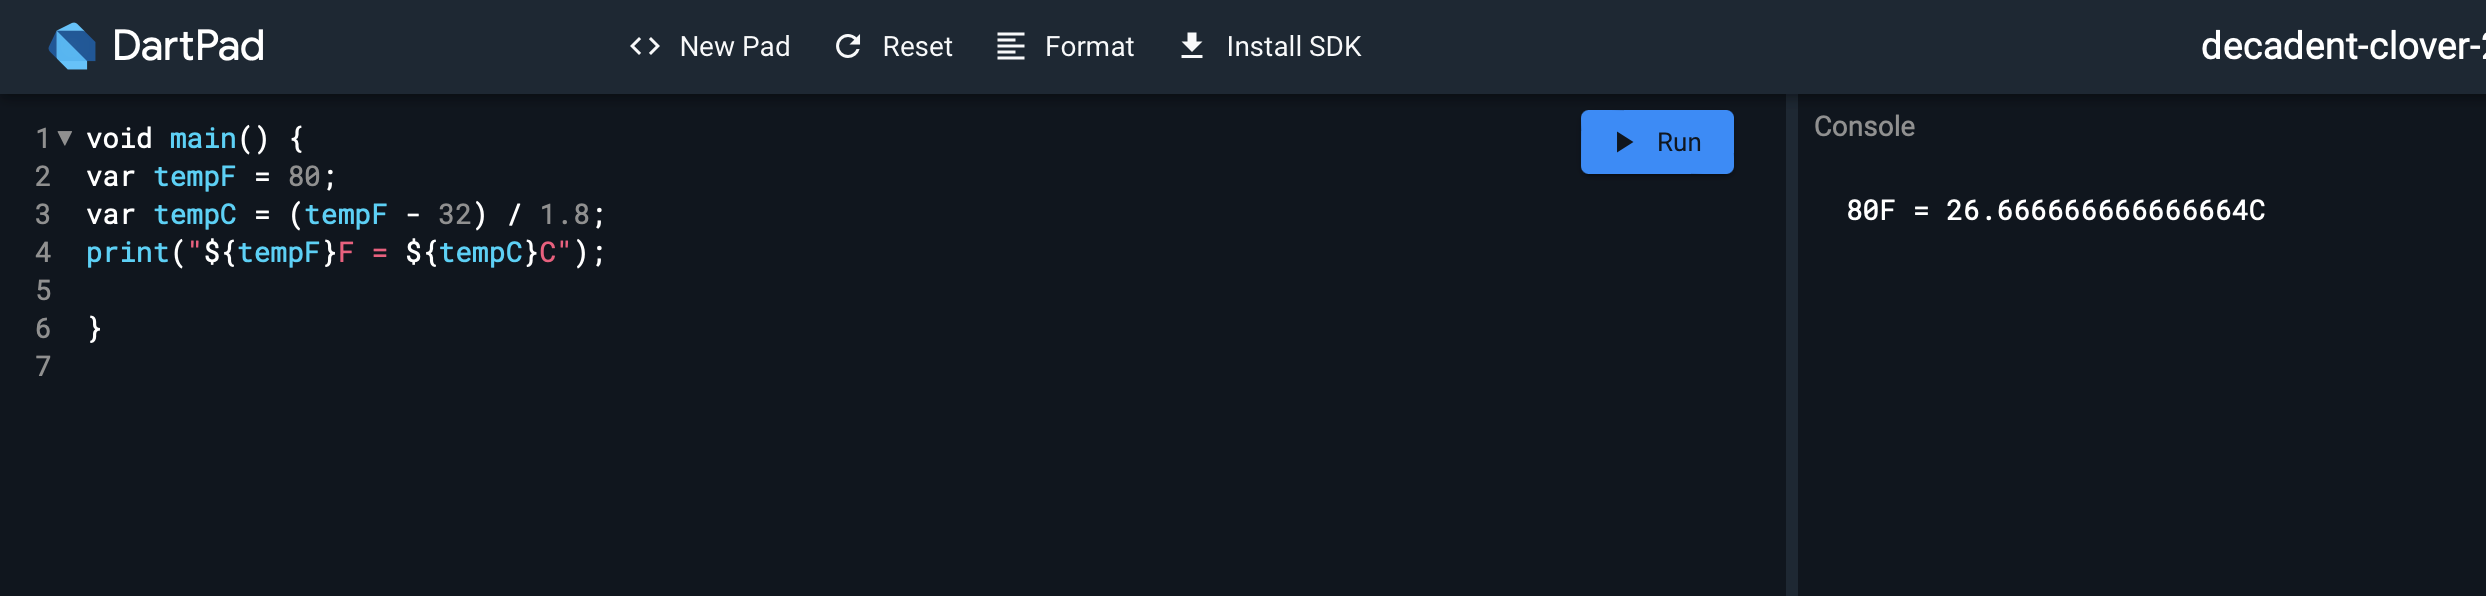 DartPad
<> New Pad Reset Format Install SDK
decadent-clover-2
1 void main() {
2 var tempF = 80;
3 var tempC = (tempF - 32) / 1.8;
4 print("${tempF}F = ${tempC}C");
5
6 }
7
Run
Console
80F = 26.666666666666664C